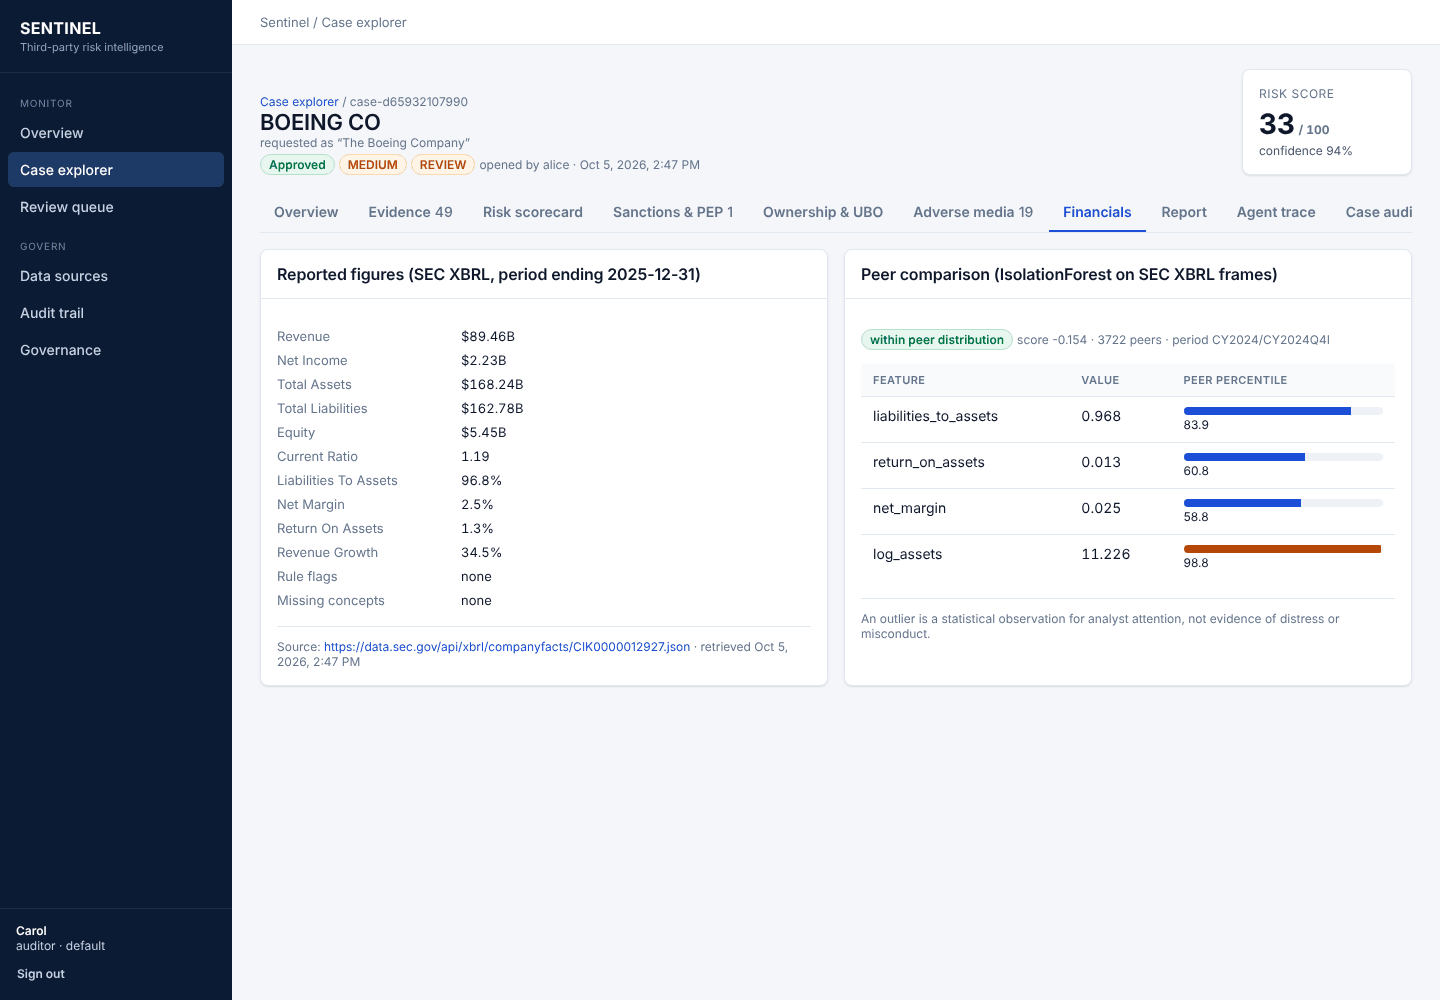 SENTINEL
Third-party risk intelligence
MONITOR
Overview
Case explorer
Review queue
GOVERN
Data sources
Audit trail
Governance
Carol
auditor · default
Sign out
Sentinel / Case explorer
Case explorer / case-d65932107990
BOEING CO
requested as “The Boeing Company”
Approved MEDIUM REVIEW opened by alice · Oct 5, 2026, 2:47 PM
RISK SCORE
33 / 100
confidence 94%
Overview Evidence 49 Risk scorecard Sanctions & PEP 1 Ownership & UBO Adverse media 19 Financials Report Agent trace Case audi
Reported figures (SEC XBRL, period ending 2025-12-31)
Revenue $89.46B
Net Income $2.23B
Total Assets $168.24B
Total Liabilities $162.78B
Equity $5.45B
Current Ratio 1.19
Liabilities To Assets 96.8%
Net Margin 2.5%
Return On Assets 1.3%
Revenue Growth 34.5%
Rule flags none
Missing concepts none
Source: https://data.sec.gov/api/xbrl/companyfacts/CIK0000012927.json · retrieved Oct 5,
2026, 2:47 PM
Peer comparison (IsolationForest on SEC XBRL frames)
within peer distribution score -0.154 · 3722 peers · period CY2024/CY2024Q4I
FEATURE VALUE PEER PERCENTILE
liabilities_to_assets 0.968 83.9
return_on_assets 0.013 60.8
net_margin 0.025 58.8
log_assets 11.226 98.8
An outlier is a statistical observation for analyst attention, not evidence of distress or
misconduct.